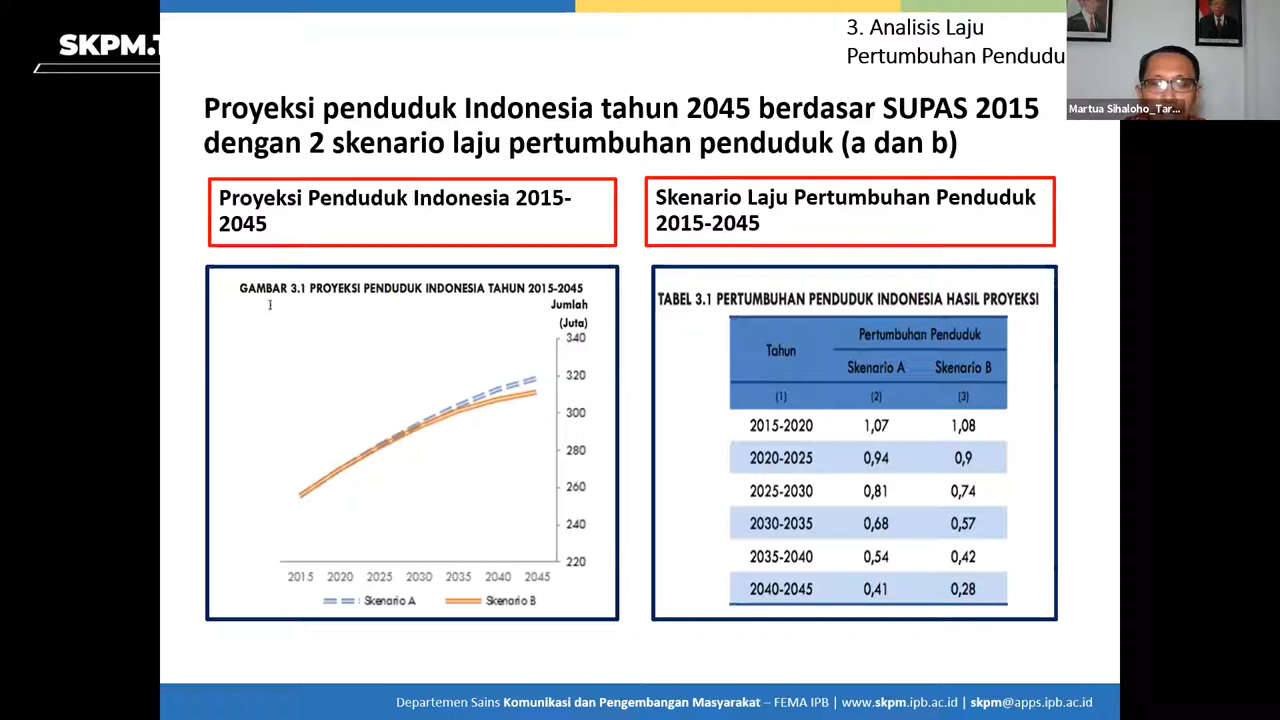 SKPM.T
3. Analisis Laju
Pertumbuhan Pendudu
Martua Sihaloho_Tar...
Proyeksi penduduk Indonesia tahun 2045 berdasar SUPAS 2015
dengan 2 skenario laju pertumbuhan penduduk (a dan b)
Proyeksi Penduduk Indonesia 2015-
2045
Skenario Laju Pertumbuhan Penduduk
2015-2045
GAMBAR 3.1 PROYEKSI PENDUDUK INDONESIA TAHUN 2015-2045
Jumlah
(Juta)
340
320
300
280
260
240
220
2015 2020 2025 2030 2035 2040 2045
Skenario A Skenario B
TABEL 3.1 PERTUMBUHAN PENDUDUK INDONESIA HASIL PROYEKSI
Tahun Pertumbuhan Penduduk
Skenario A Skenario B
(1) (2) (3)
2015-2020 1,07 1,08
2020-2025 0,94 0,9
2025-2030 0,81 0,74
2030-2035 0,68 0,57
2035-2040 0,54 0,42
2040-2045 0,41 0,28
Departemen Sains Komunikasi dan Pengembangan Masyarakat – FEMA IPB | www.skpm.ipb.ac.id | skpm@apps.ipb.ac.id